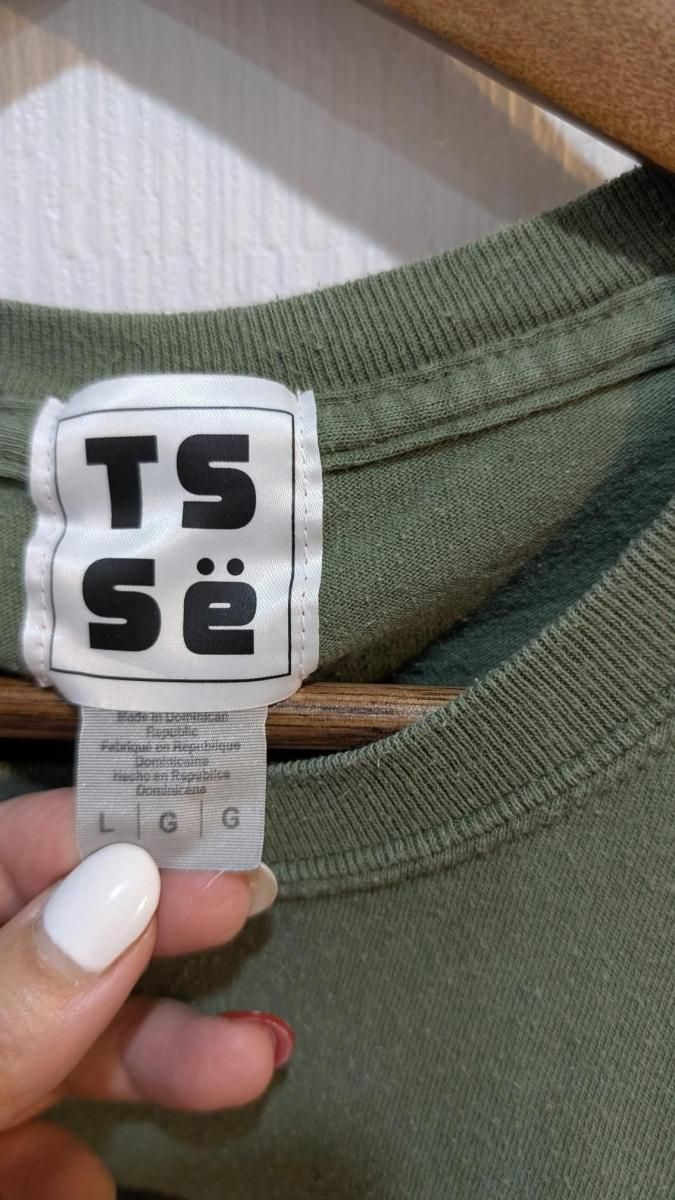 TS
Së
Made in Dominican
Republic
Fabriqué en République
Dominicaine
Hecho en República
Dominicana
L | G | G